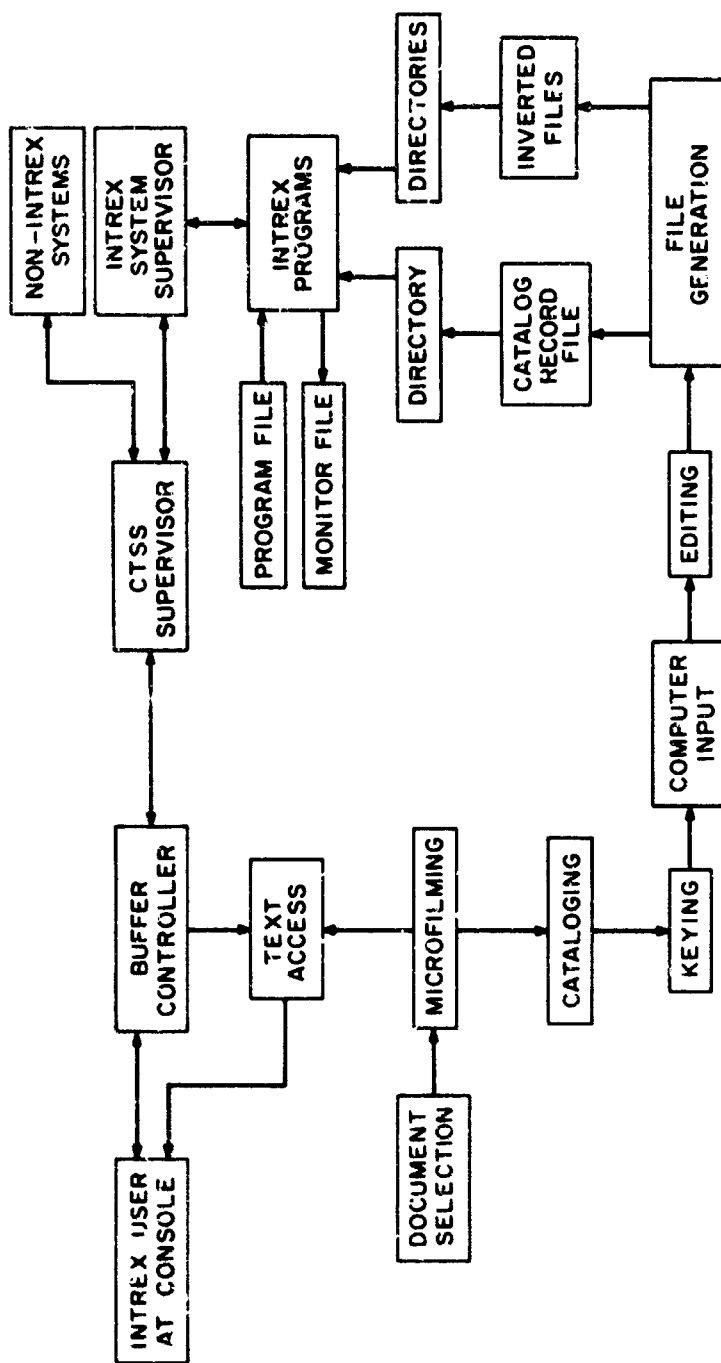 INTREX USER
AT CONSOLE
BUFFER
CONTROLLER
CTSS
SUPERVISOR
NON-INTREX
SYSTEMS
INTREX
SYSTEM
SUPERVISOR
TEXT
ACCESS
PROGRAM FILE
MONITOR FILE
INTREX
PROGRAMS
DOCUMENT
SELECTION
MICROFILMING
DIRECTORY
DIRECTORIES
CATALOGING
CATALOG
RECORD
FILE
INVERTED
FILES
KEYING
COMPUTER
INPUT
EDITING
FILE
GENERATION